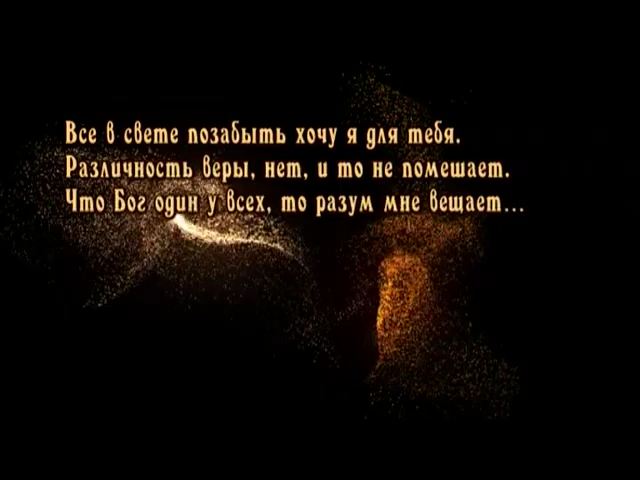 Все в свете позабыть хочу я для тебя.
Различность веры, нет, и то не помешает.
Что Бог один у всех, то разум мне вещает...